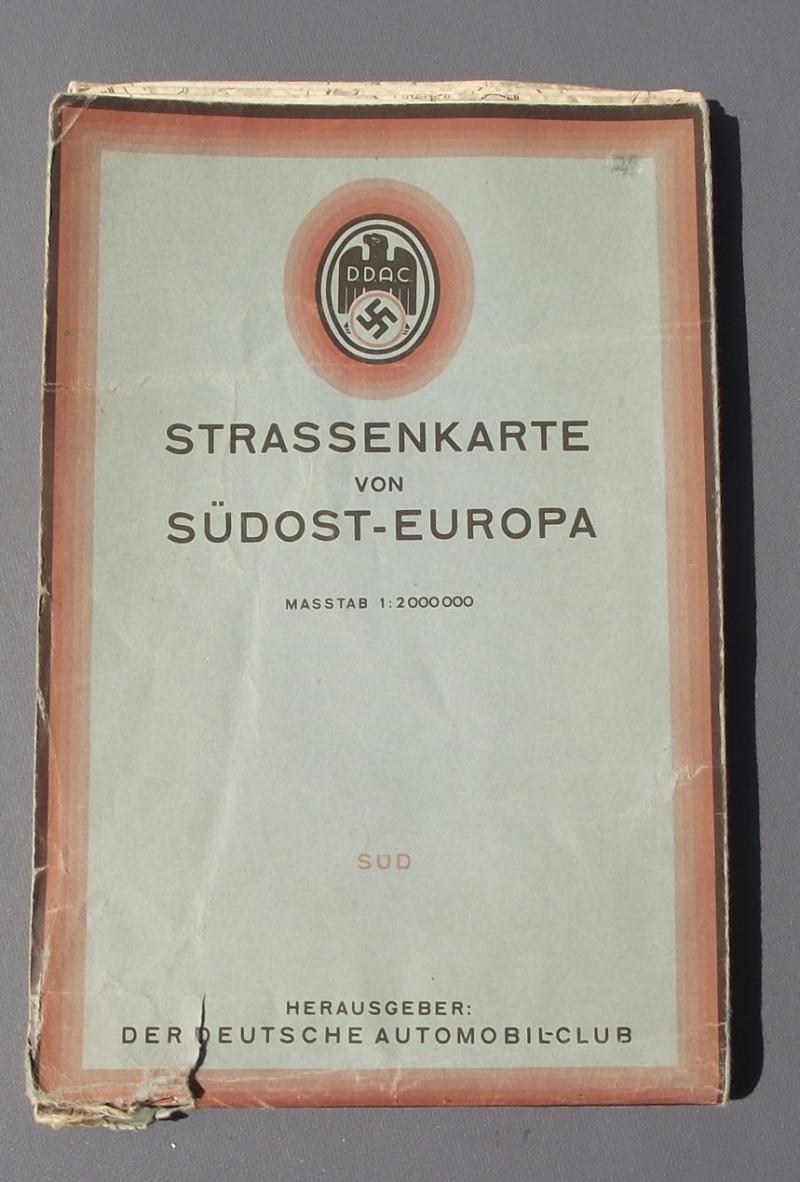 D.D.A.C.
STRASSENKARTE
VON
SÜDOST-EUROPA
MASSTAB 1:2000000
SÜD
HERAUSGEBER:
DER DEUTSCHE AUTOMOBIL-CLUB